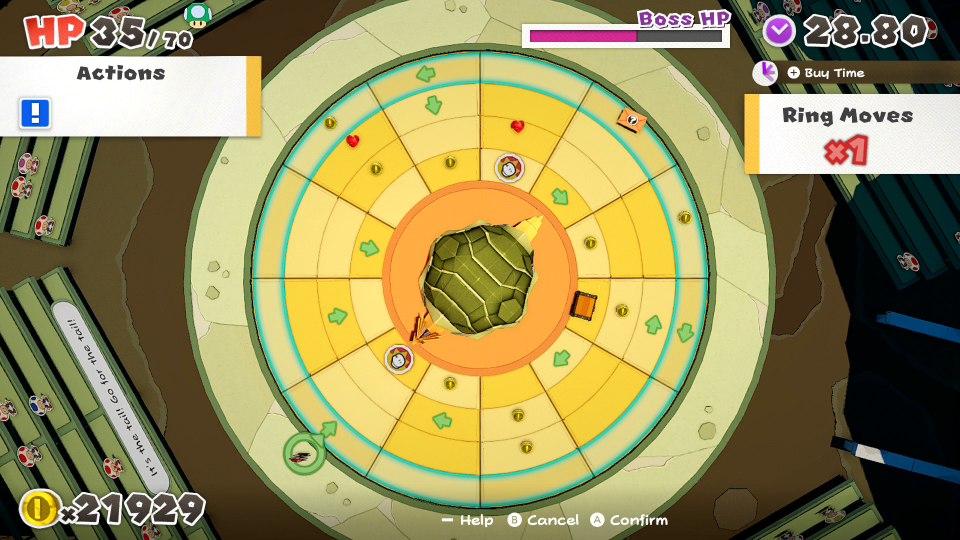 HP 35/70
Boss HP
28.80
Actions
!
+ Buy Time
Ring Moves
×1
It's the tail! Go for the tail!
×21929
− Help B Cancel A Confirm